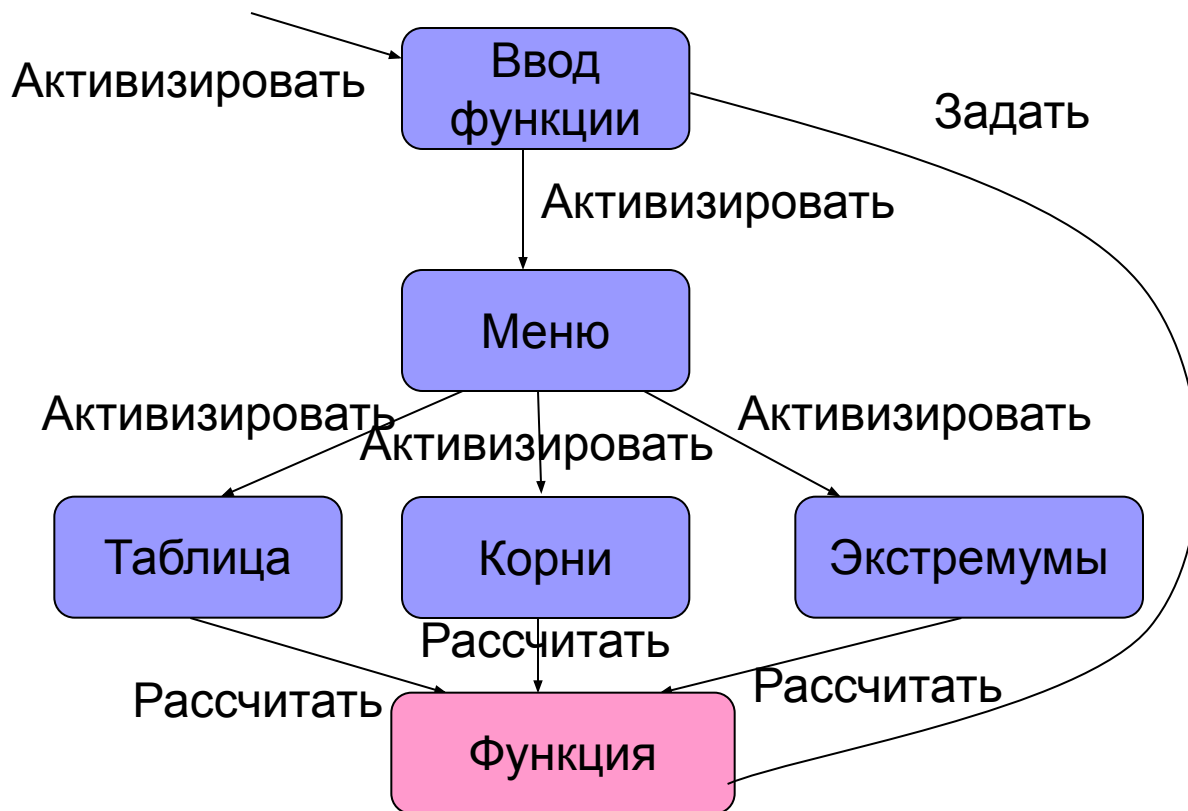 Ввод
функции
Активизировать
Задать
Активизировать
Меню
Активизировать
Активизировать
Активизировать
Таблица
Корни
Экстремумы
Рассчитать
Рассчитать
Рассчитать
Функция